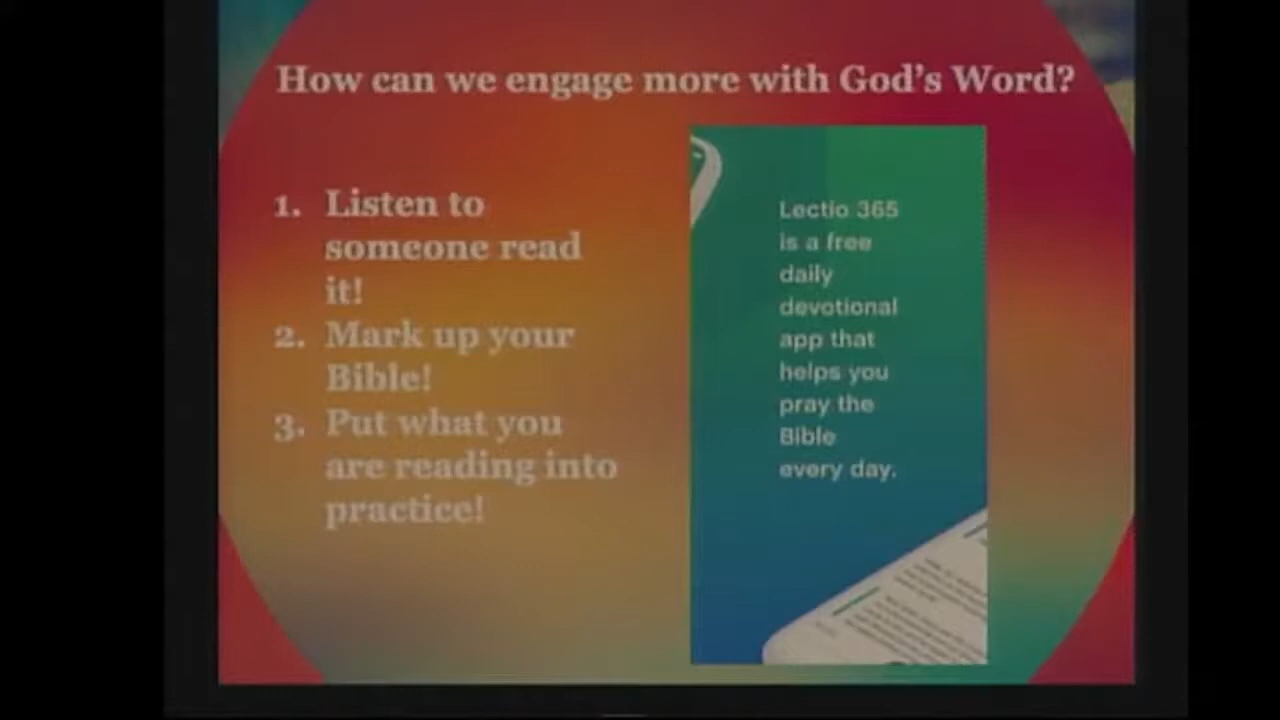 How can we engage more with God's Word?
1. Listen to
someone read
it!
2. Mark up your
Bible!
3. Put what you
are reading into
practice!
Lectio 365
is a free
daily
devotional
app that
helps you
pray the
Bible
every day.